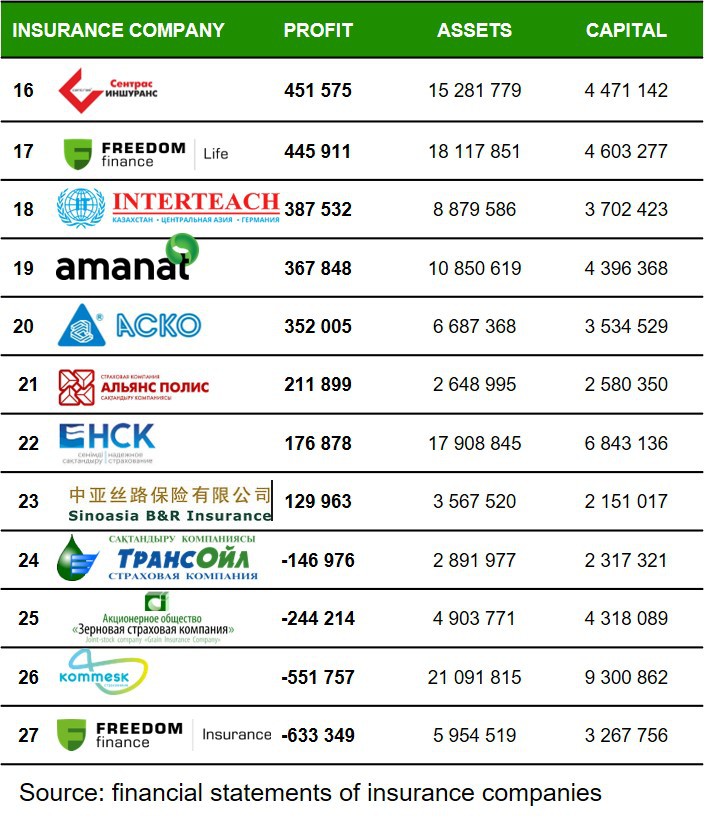 INSURANCE COMPANY PROFIT ASSETS CAPITAL
16 Сентрас ИНШУРАНС 451 575 15 281 779 4 471 142
17 FREEDOM finance Life 445 911 18 117 851 4 603 277
18 INTERTEACH 387 532 8 879 586 3 702 423
КАЗАХСТАН • ЦЕНТРАЛЬНАЯ АЗИЯ • ГЕРМАНИЯ
19 amanat 367 848 10 850 619 4 396 368
20 ® АСКО 352 005 6 687 368 3 534 529
СТРАХОВАЯ КОМПАНИЯ
21 АЛЬЯНС ПОЛИС 211 899 2 648 995 2 580 350
САҚТАНДЫРУ КОМПАНИЯСЫ
22 НСК 176 878 17 908 845 6 843 136
сенімді надежное
сақтандыру страхование
中亚丝路保险有限公司
23 Sinoasia B&R Insurance 129 963 3 567 520 2 151 017
САҚТАНДЫРУ КОМПАНИЯСЫ
24 ТРАНСОЙЛ -146 976 2 891 977 2 317 321
СТРАХОВАЯ КОМПАНИЯ
Акционерное общество
25 «Зерновая страховая компания» -244 214 4 903 771 4 318 089
Joint-stock company «Grain Insurance Company»
26 kommesk -551 757 21 091 815 9 300 862
27 FREEDOM finance Insurance -633 349 5 954 519 3 267 756
Source: financial statements of insurance companies